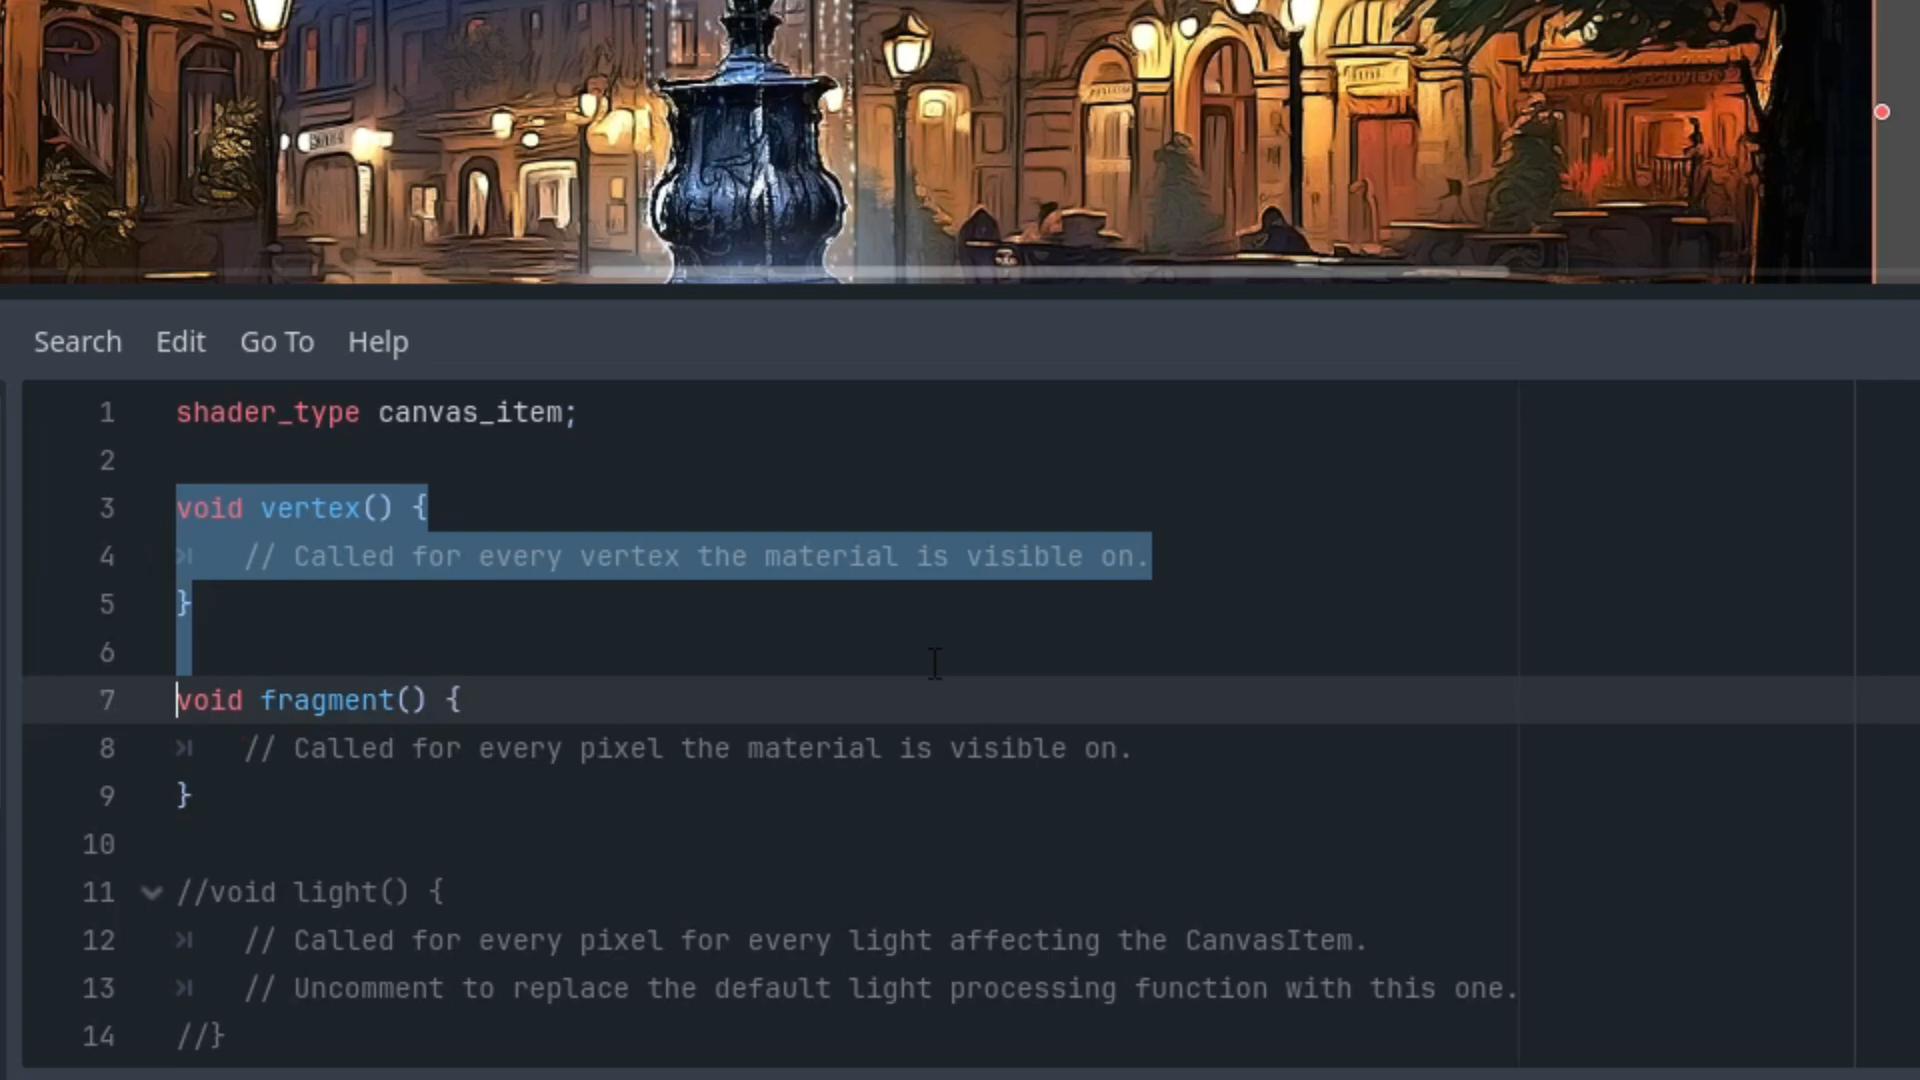 Search Edit Go To Help
1 shader_type canvas_item;
2
3 void vertex() {
4 // Called for every vertex the material is visible on.
5 }
6
7 void fragment() {
8 // Called for every pixel the material is visible on.
9 }
10
11 //void light() {
12 // Called for every pixel for every light affecting the CanvasItem.
13 // Uncomment to replace the default light processing function with this one.
14 //}